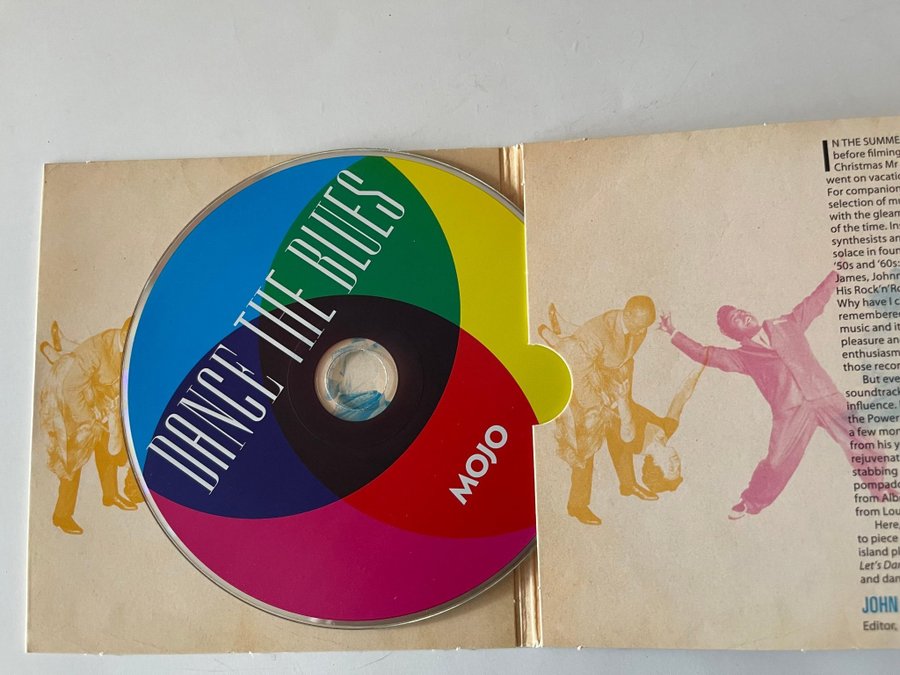 DANCE THE BLUES
MOJO
IN THE SUMME
before filming
Christmas Mr
went on vacati
For companion
selection of mu
with the gleam
of the time. In
synthesists an
solace in foun
'50s and '60s:
James, Johnn
His Rock'n'Ro
Why have I c
remembered
music and it
pleasure an
enthusiasm
those recor
But eve
soundtrack
influence.
the Power
a few mon
from his y
rejuvenat
stabbing
pompado
from Albe
from Lou
Here,
to piece
island pl
Let's Dan
and dan
JOHN
Editor,